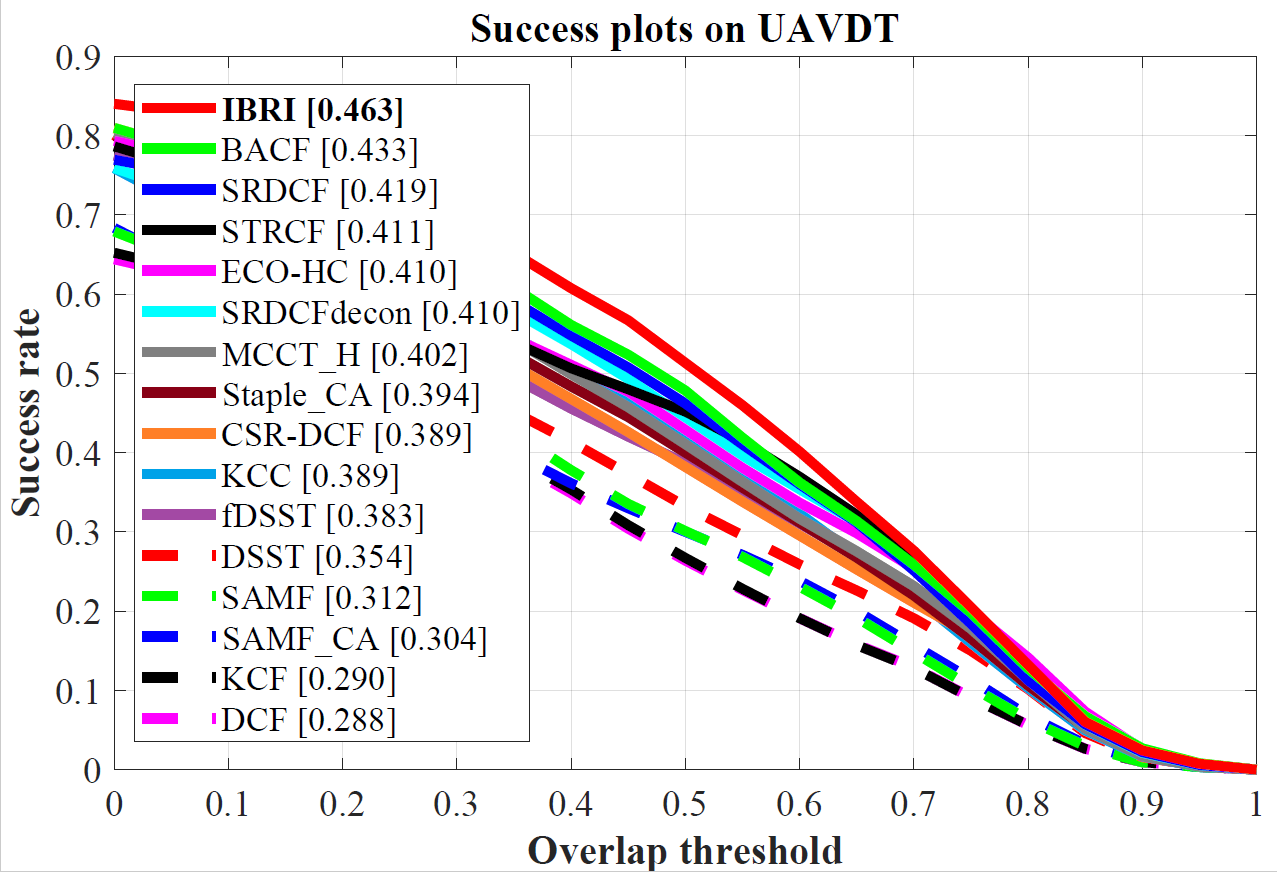 Success plots on UAVDT
0.9
0.8
0.7
0.6
0.5
0.4
0.3
0.2
0.1
0
Success rate
IBRI [0.463]
BACF [0.433]
SRDCF [0.419]
STRCF [0.411]
ECO-HC [0.410]
SRDCFdecon [0.410]
MCCT_H [0.402]
Staple_CA [0.394]
CSR-DCF [0.389]
KCC [0.389]
fDSST [0.383]
DSST [0.354]
SAMF [0.312]
SAMF_CA [0.304]
KCF [0.290]
DCF [0.288]
0 0.1 0.2 0.3 0.4 0.5 0.6 0.7 0.8 0.9 1
Overlap threshold